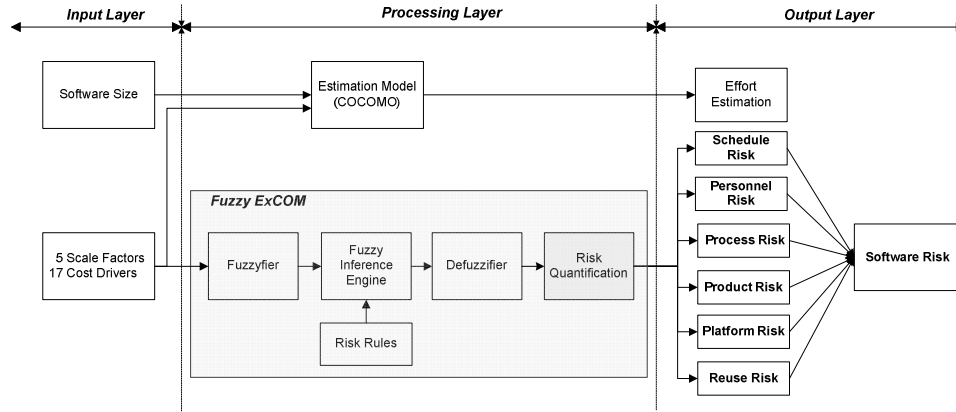 Input Layer
Processing Layer
Output Layer
Software Size
Estimation Model
(COCOMO)
Effort
Estimation
Schedule
Risk
Personnel
Risk
Fuzzy ExCOM
Process Risk
5 Scale Factors
17 Cost Drivers
Fuzzyfier
Fuzzy
Inference
Engine
Defuzzifier
Risk
Quantification
Software Risk
Product Risk
Risk Rules
Platform Risk
Reuse Risk